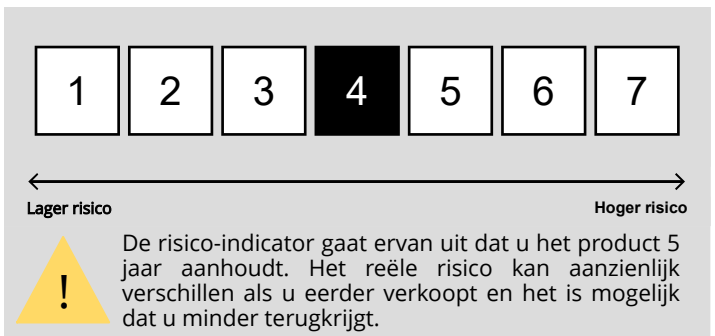 1 2 3 4 5 6 7
Lager risico Hoger risico
De risico-indicator gaat ervan uit dat u het product 5
jaar aanhoudt. Het reële risico kan aanzienlijk
verschillen als u eerder verkoopt en het is mogelijk
dat u minder terugkrijgt.
!